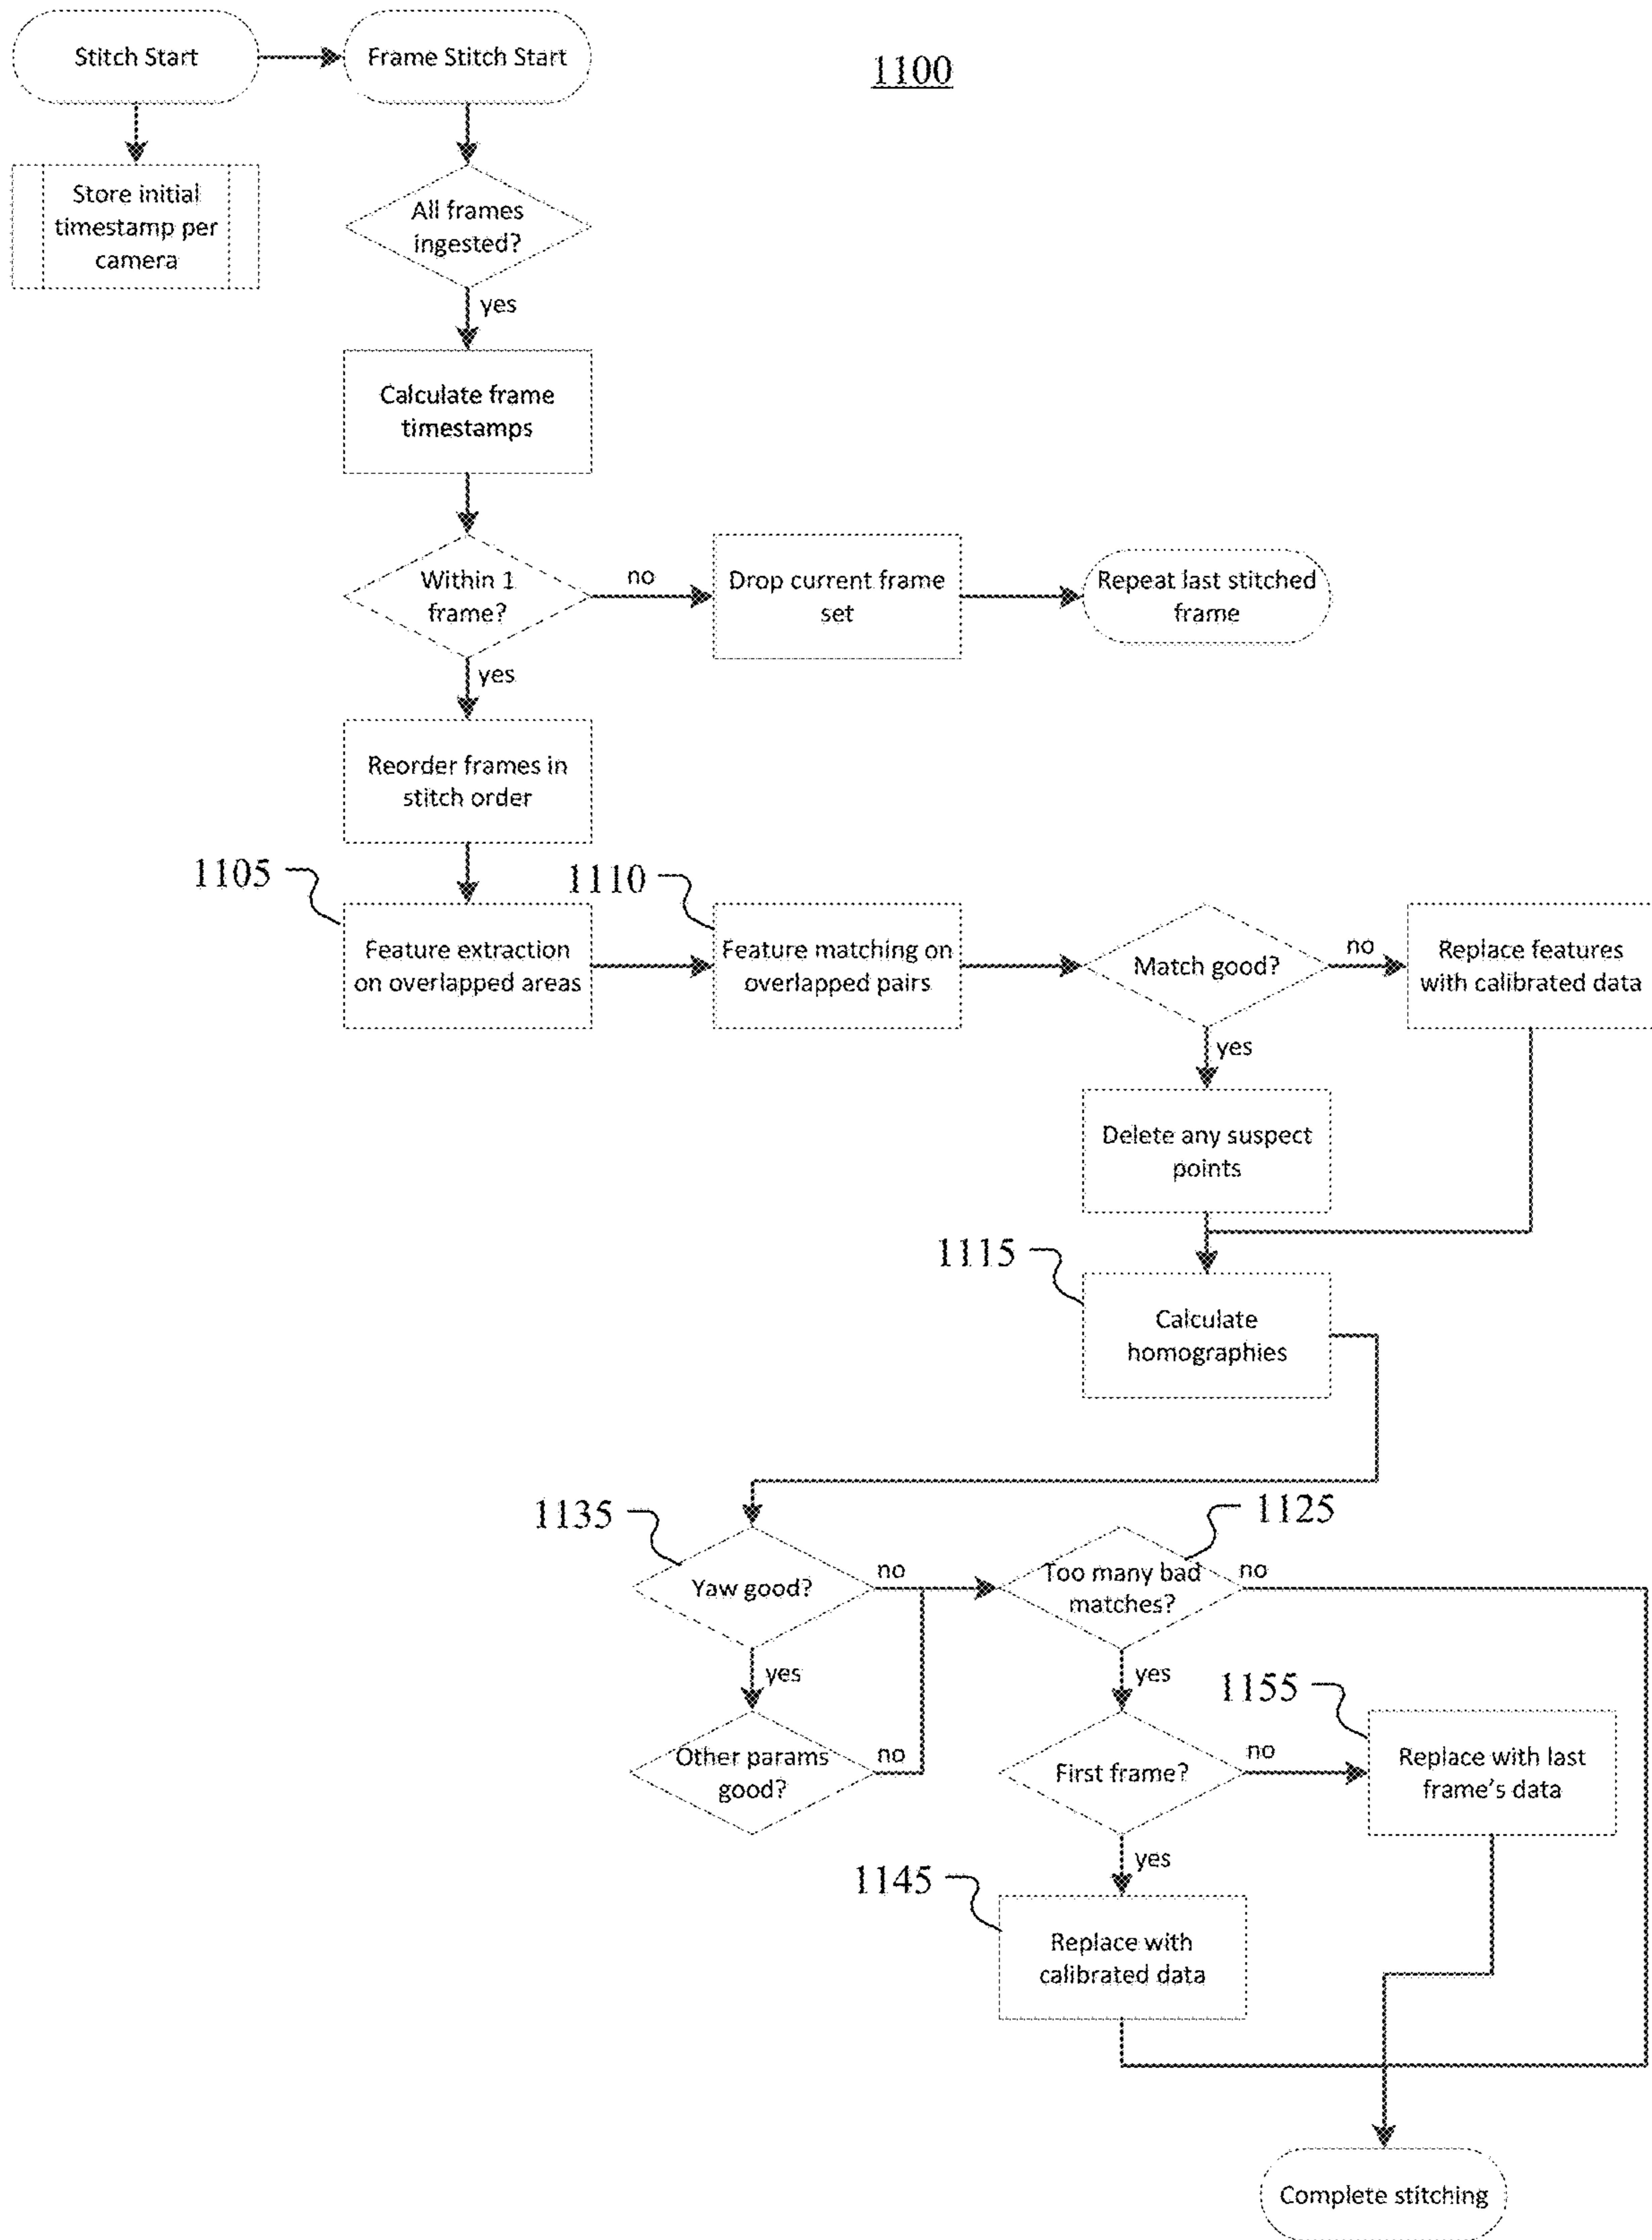 Stitch Start
Frame Stitch Start
1100
Store initial
timestamp per
camera
All frames
ingested?
yes
Calculate frame
timestamps
Within 1
frame?
no
Drop current frame
set
Repeat last stitched
frame
yes
Reorder frames in
stitch order
1105
1110
Feature extraction
on overlapped areas
Feature matching on
overlapped pairs
Match good?
no
Replace features
with calibrated data
yes
Delete any suspect
points
1115
Calculate
homographies
1135
1125
Yaw good?
no
Too many bad
matches?
no
yes
yes
1155
Other params
good?
no
First frame?
no
Replace with last
frame's data
yes
1145
Replace with
calibrated data
Complete stitching